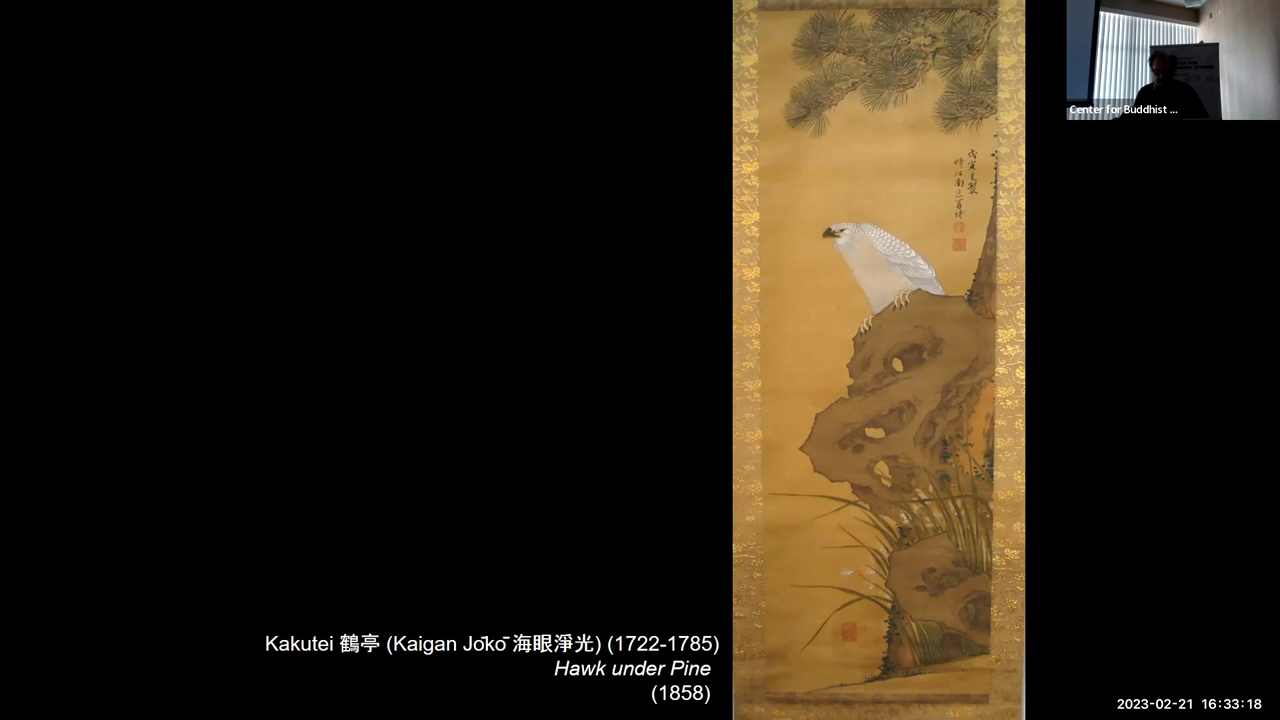 Center for Buddhist ...
Kakutei 鶴亭 (Kaigan Jōkō 海眼淨光) (1722-1785)
Hawk under Pine
(1858)
2023-02-21 16:33:18